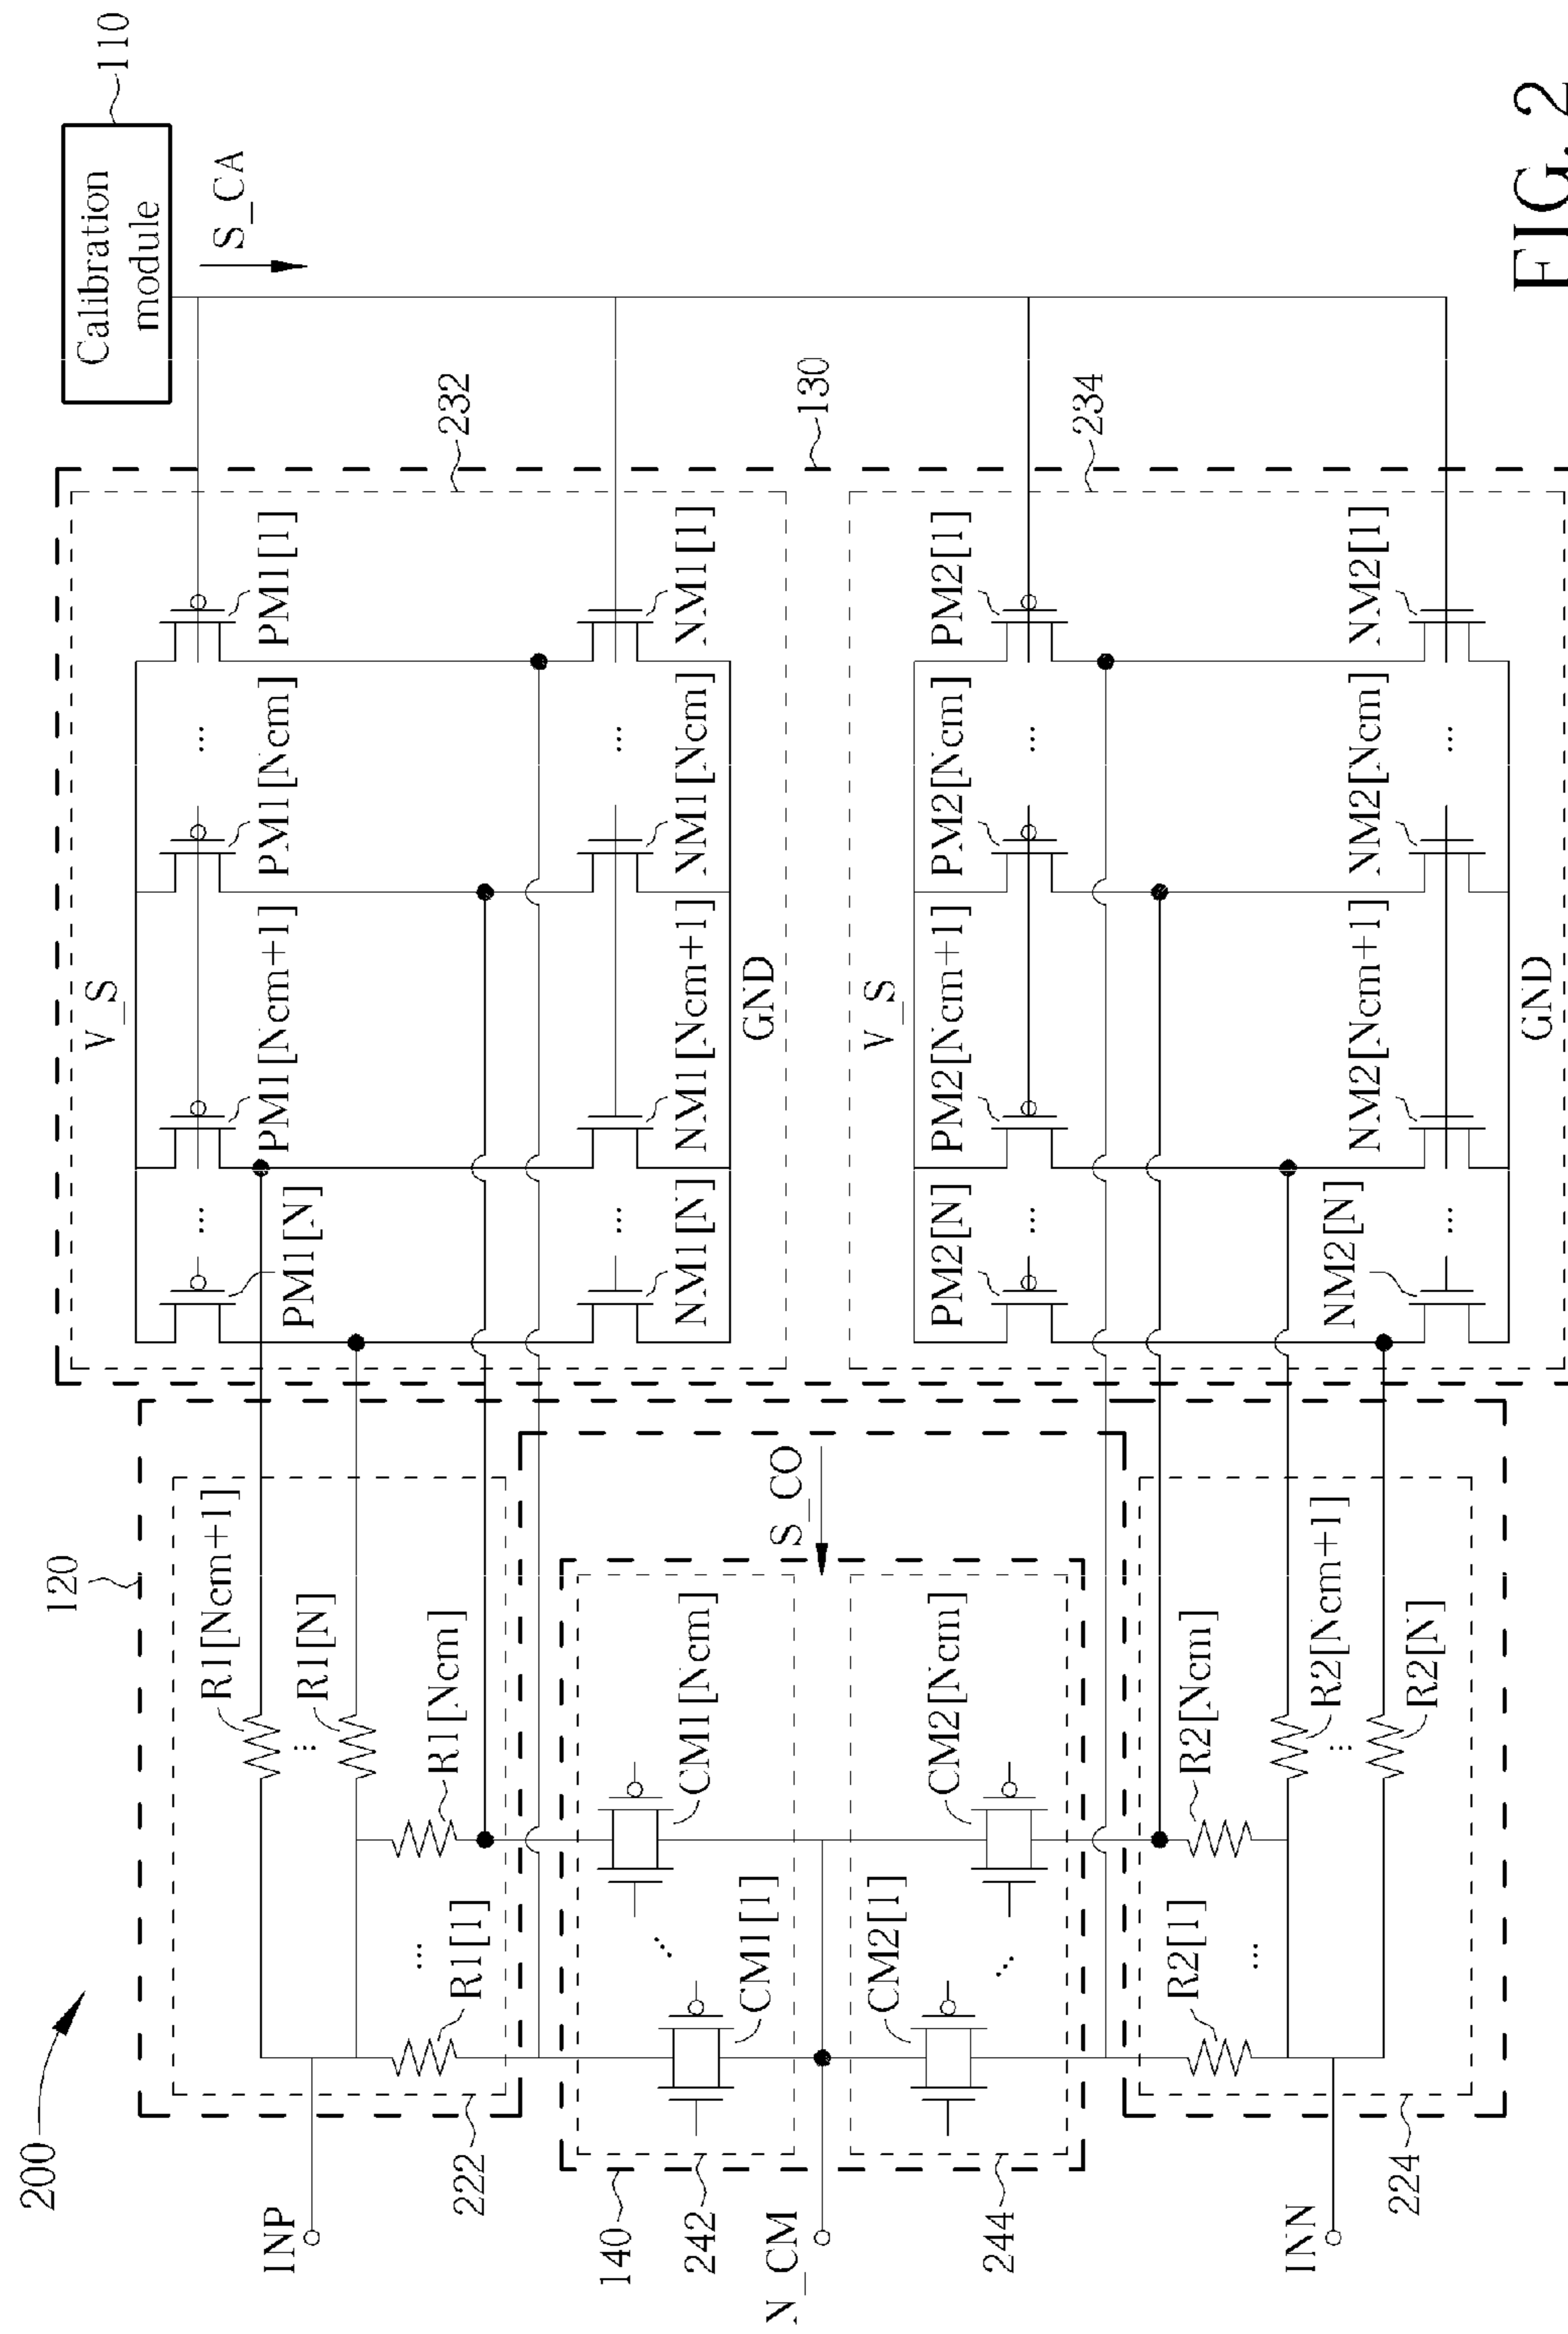 200
120
Calibration
module
110
S_CA
V_S
232
PM1[N]
PM1[Ncm+1]
PM1[Ncm]
PM1[1]
...
...
R1[Ncm+1]
R1[N]
...
INP
222
R1[1]
...
R1[Ncm]
NM1[N]
NM1[Ncm+1]
NM1[Ncm]
NM1[1]
...
...
GND
130
140
242
CM1[1]
...
CM1[Ncm]
S_CO
N_CM
244
CM2[1]
...
CM2[Ncm]
V_S
234
PM2[N]
PM2[Ncm+1]
PM2[Ncm]
PM2[1]
...
...
R2[1]
...
R2[Ncm]
INN
224
R2[Ncm+1]
...
R2[N]
NM2[N]
NM2[Ncm+1]
NM2[Ncm]
NM2[1]
...
...
GND
FIG. 2